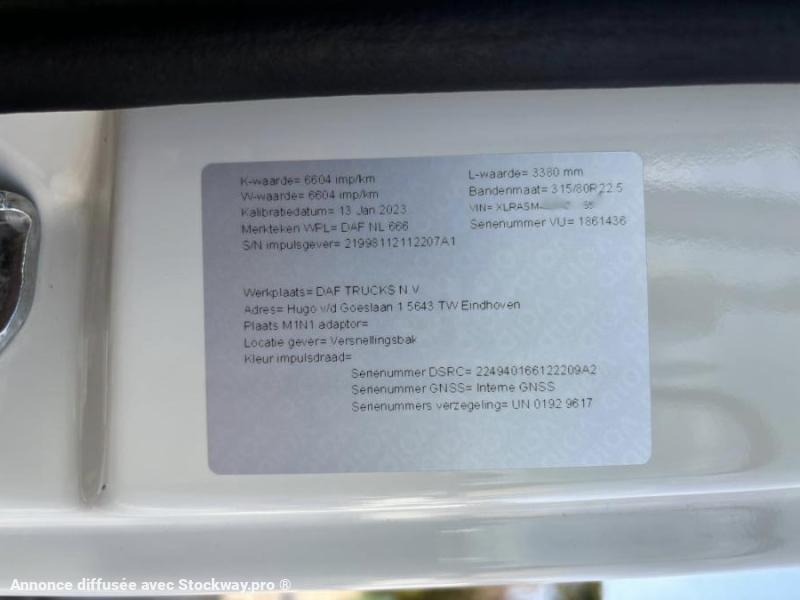 K-waarde= 6604 imp/km
W-waarde= 6604 imp/km
Kalibratiedatum= 13 Jan 2023
Merkteken WPL= DAF NL 666
S/N impulsgever= 21998112112207A1
L-waarde= 3380 mm
Bandenmaat= 315/80R22.5
VIN= XLRASM
Serienummer VU= 1861436
Werkplaats= DAF TRUCKS N.V.
Adres= Hugo v/d Goeslaan 1 5643 TW Eindhoven
Plaats M1N1 adaptor=
Locatie gever= Versnellingsbak
Kleur impulsdraad=
Serienummer DSRC= 224940166122209A2
Serienummer GNSS= Interne GNSS
Serienummers verzegeling= UN 0192 9617
Annonce diffusée avec Stockway.pro ®